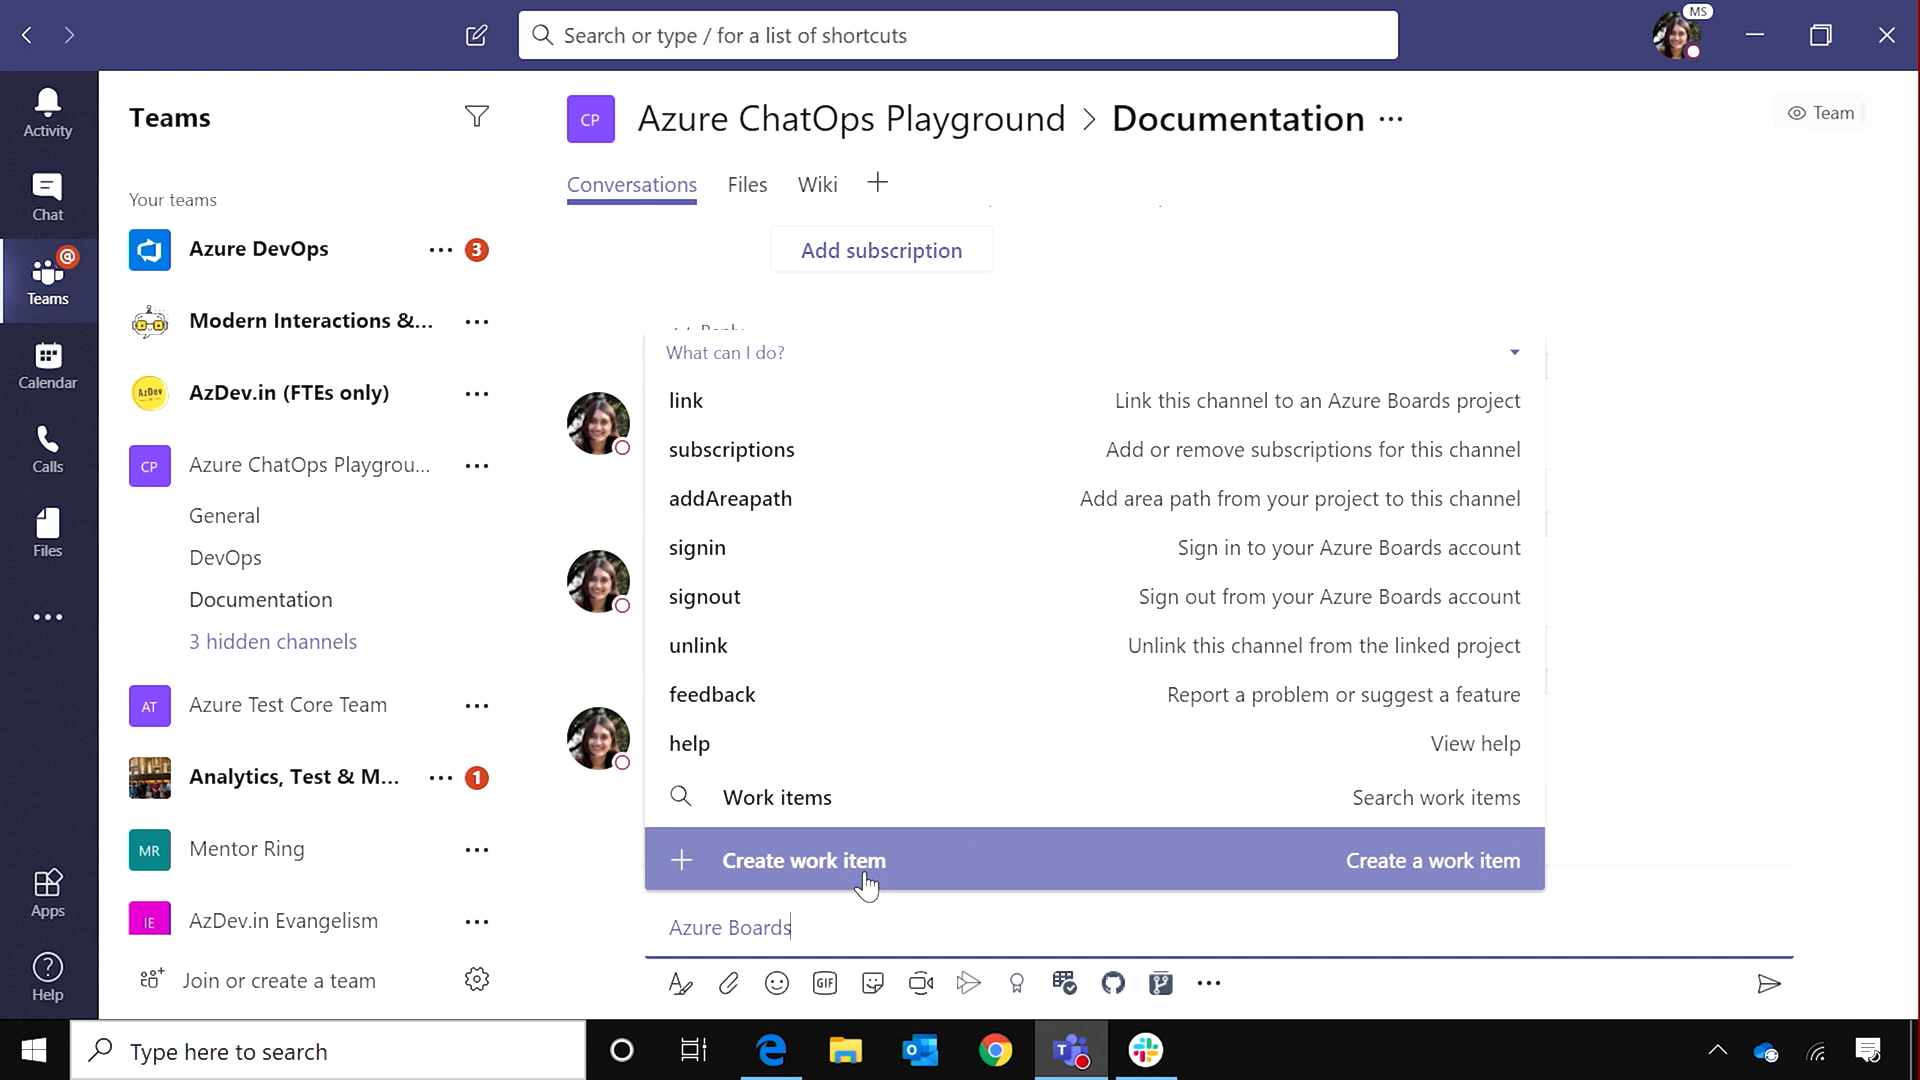 Search or type / for a list of shortcuts
MS
Activity
Chat
@
Teams
Calendar
Calls
Files
Apps
Help
Teams
Your teams
Azure DevOps ... 3
Modern Interactions &... ...
AzDev
AzDev.in (FTEs only) ...
CP Azure ChatOps Playgrou... ...
General
DevOps
Documentation
3 hidden channels
AT Azure Test Core Team ...
Analytics, Test & M... ... 1
MR Mentor Ring ...
IE AzDev.in Evangelism ...
Join or create a team
CP Azure ChatOps Playground > Documentation ...
Team
Conversations Files Wiki +
Add subscription
Reply
What can I do?
link Link this channel to an Azure Boards project
subscriptions Add or remove subscriptions for this channel
addAreapath Add area path from your project to this channel
signin Sign in to your Azure Boards account
signout Sign out from your Azure Boards account
unlink Unlink this channel from the linked project
feedback Report a problem or suggest a feature
help View help
Work items Search work items
+ Create work item Create a work item
Azure Boards
GIF
Type here to search